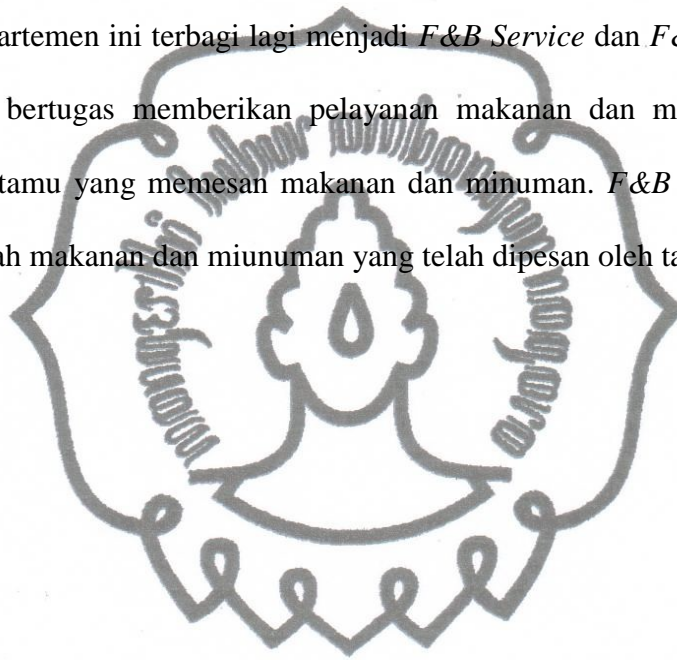 artemen ini terbagi lagi menjadi F&B Service dan F&
bertugas memberikan pelayanan makanan dan m
tamu yang memesan makanan dan minuman. F&B
ah makanan dan miunuman yang telah dipesan oleh ta